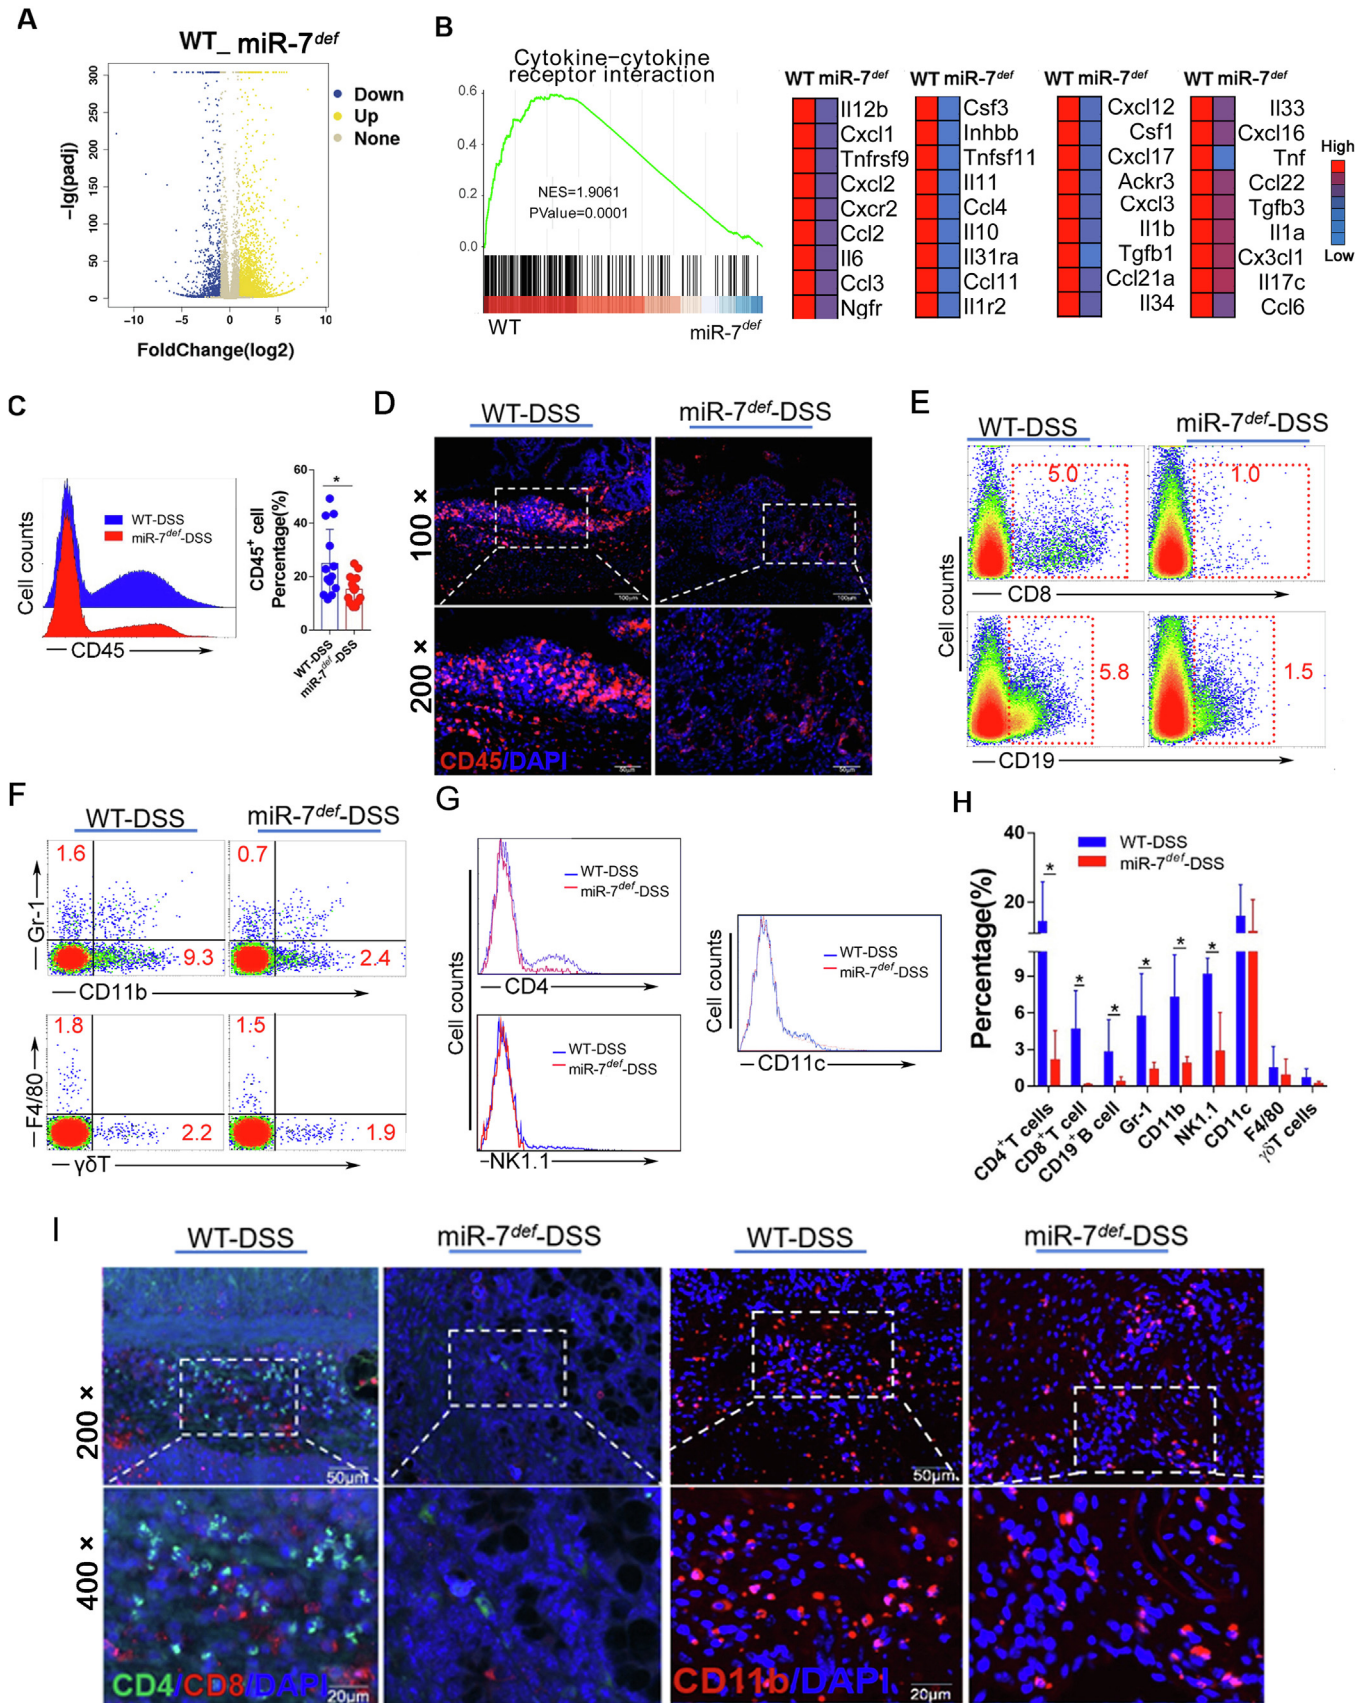 A
WT_ miR-7def
300
250
200
150
100
50
0
−lg(padj)
−10 −5 0 5 10
FoldChange(log2)
Down
Up
None
B
Cytokine−cytokine
receptor interaction
0.6
0.4
0.2
0.0
NES=1.9061
PValue=0.0001
WT miR-7def
WT miR-7def
Il12b
Cxcl1
Tnfrsf9
Cxcl2
Cxcr2
Ccl2
Il6
Ccl3
Ngfr
WT miR-7def
Csf3
Inhbb
Tnfsf11
Il11
Ccl4
Il10
Il31ra
Ccl11
Il1r2
WT miR-7def
Cxcl12
Csf1
Cxcl17
Ackr3
Cxcl3
Il1b
Tgfb1
Ccl21a
Il34
WT miR-7def
Il33
Cxcl16
Tnf
Ccl22
Tgfb3
Il1a
Cx3cl1
Il17c
Ccl6
High
Low
C
WT-DSS
miR-7def-DSS
Cell counts
CD45
CD45+ cell
Percentage(%)
60
40
20
0
*
WT-DSS
miR-7def-DSS
D
WT-DSS miR-7def-DSS
100 ×
100µm 100µm
200 ×
CD45/DAPI
50µm 50µm
E
WT-DSS miR-7def-DSS
5.0 1.0
CD8
Cell counts
5.8 1.5
CD19
F
WT-DSS miR-7def-DSS
1.6 0.7
Gr-1
9.3 2.4
CD11b
1.8 1.5
F4/80
2.2 1.9
γδT
G
WT-DSS
miR-7def-DSS
CD4
Cell counts
WT-DSS
miR-7def-DSS
NK1.1
WT-DSS
miR-7def-DSS
Cell counts
CD11c
H
WT-DSS
miR-7def-DSS
Percentage(%)
40
20
9
6
3
0
* * * * * *
CD4+T cells
CD8+T cell
CD19+B cell
Gr-1
CD11b
NK1.1
CD11c
F4/80
γδT cells
I
WT-DSS miR-7def-DSS WT-DSS miR-7def-DSS
200 ×
50µm 50µm
400 ×
CD4/CD8/DAPI
20µm
CD11b/DAPI
20µm